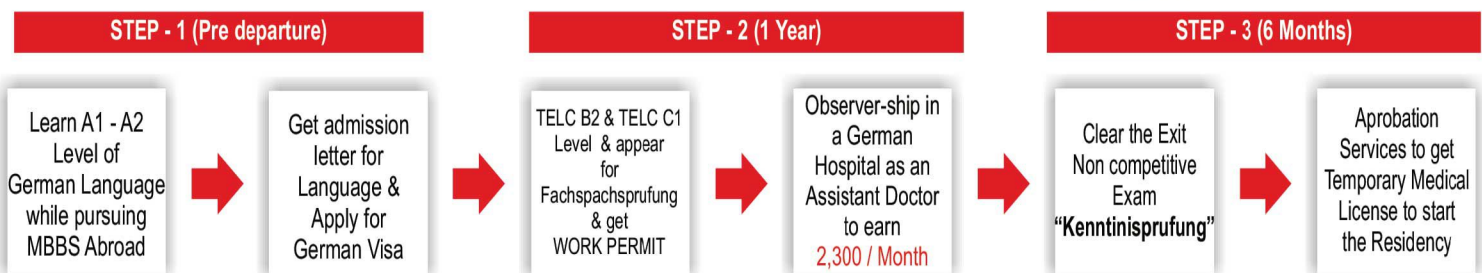 STEP - 1 (Pre departure)
STEP - 2 (1 Year)
STEP - 3 (6 Months)
Learn A1 - A2
Level of
German Language
while pursuing
MBBS Abroad
Get admission
letter for
Language &
Apply for
German Visa
TELC B2 & TELC C1
Level & appear
for
Fachspachsprufung
& get
WORK PERMIT
Observer-ship in
a German
Hospital as an
Assistant Doctor
to earn
2,300 / Month
Clear the Exit
Non competitive
Exam
“Kenntinisprufung”
Aprobation
Services to get
Temporary Medical
License to start
the Residency